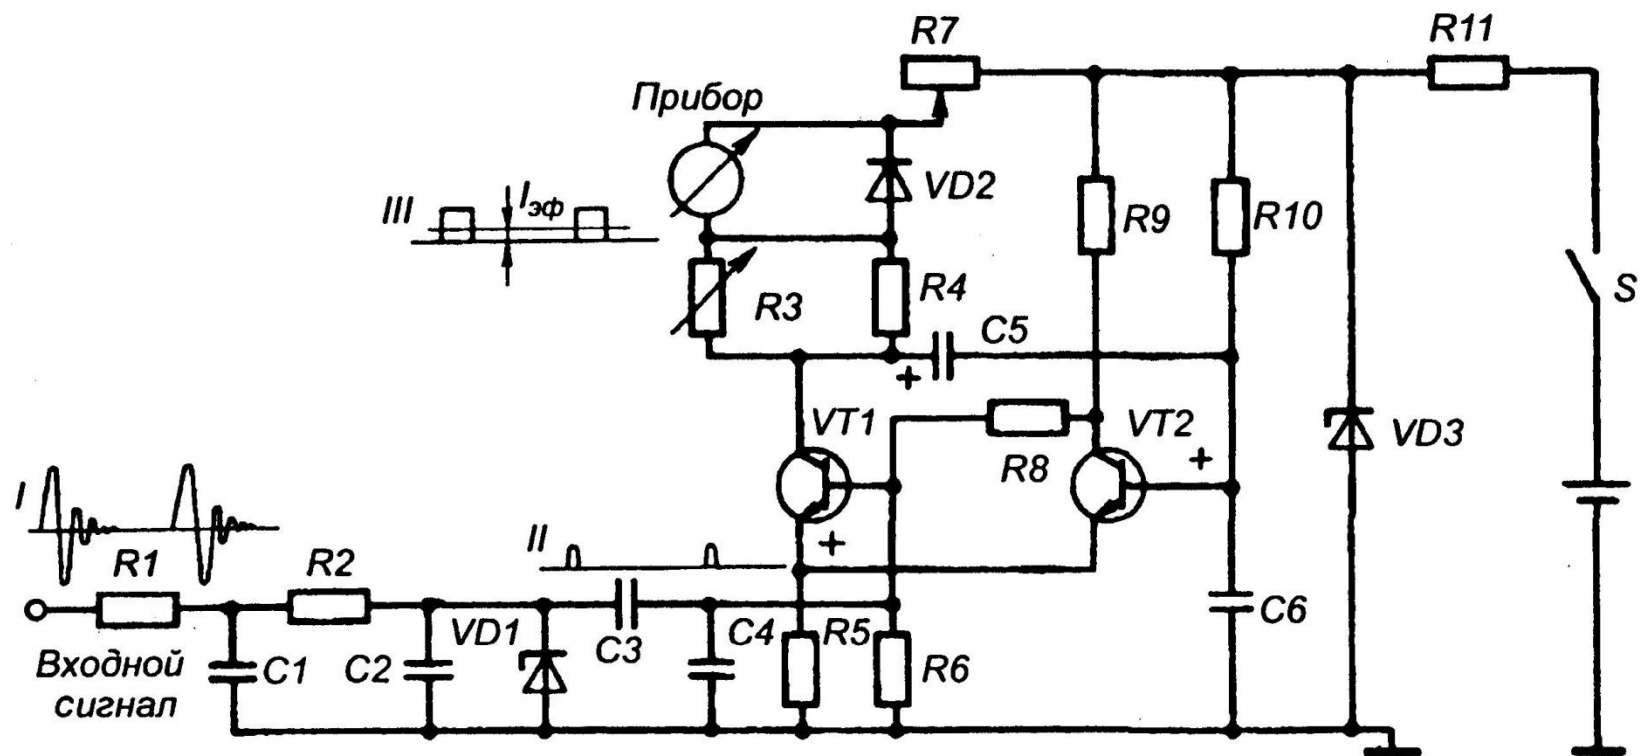 R7
R11
Прибор
VD2
III
Iэф
R9
R10
R3
R4
C5
S
+
VT1
VT2
VD3
R8
+
I
II
+
R1
R2
VD1
C3
C4
R5
C6
Входной
сигнал
C1
C2
R6